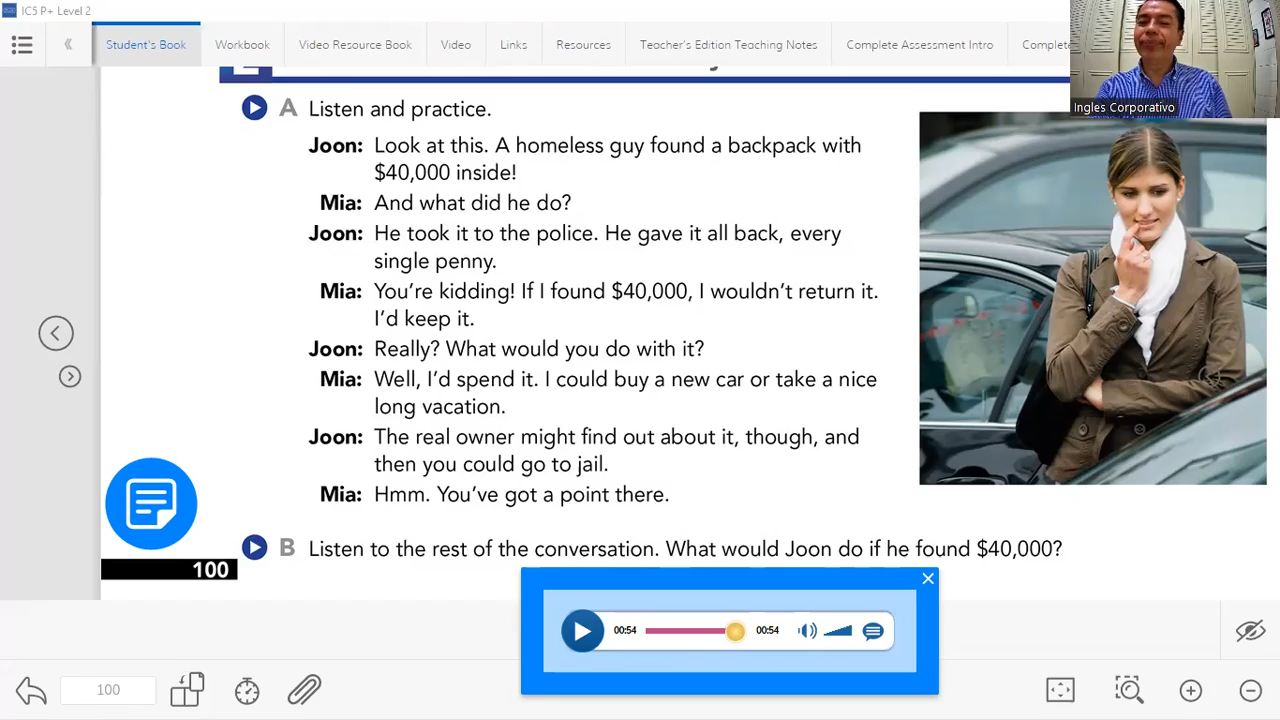 IC5 P+ Level 2
Student's Book Workbook Video Resource Book Video Links Resources Teacher's Edition Teaching Notes Complete Assessment Intro Complete
Ingles Corporativo
A Listen and practice.
Joon: Look at this. A homeless guy found a backpack with
$40,000 inside!
Mia: And what did he do?
Joon: He took it to the police. He gave it all back, every
single penny.
Mia: You're kidding! If I found $40,000, I wouldn't return it.
I'd keep it.
Joon: Really? What would you do with it?
Mia: Well, I'd spend it. I could buy a new car or take a nice
long vacation.
Joon: The real owner might find out about it, though, and
then you could go to jail.
Mia: Hmm. You've got a point there.
B Listen to the rest of the conversation. What would Joon do if he found $40,000?
100
00:54 00:54
100